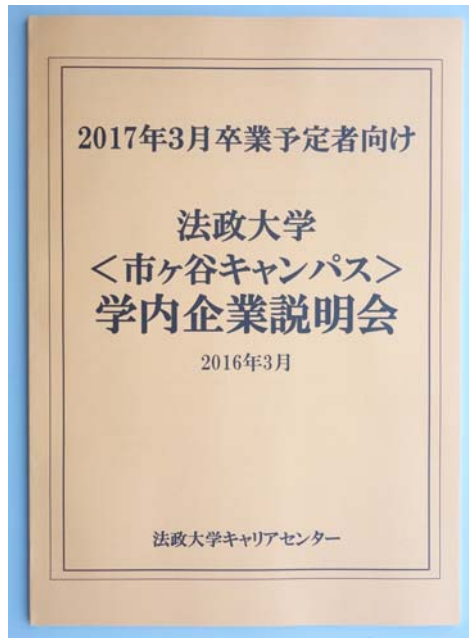 2017年3月卒業予定者向け
法政大学
＜市ヶ谷キャンパス＞
学内企業説明会
2016年3月
法政大学キャリアセンター